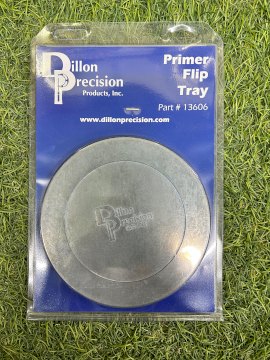 Dillon
Precision
Products, Inc.
Primer
Flip
Tray
Part # 13606
www.dillonprecision.com
Dillon
Precision